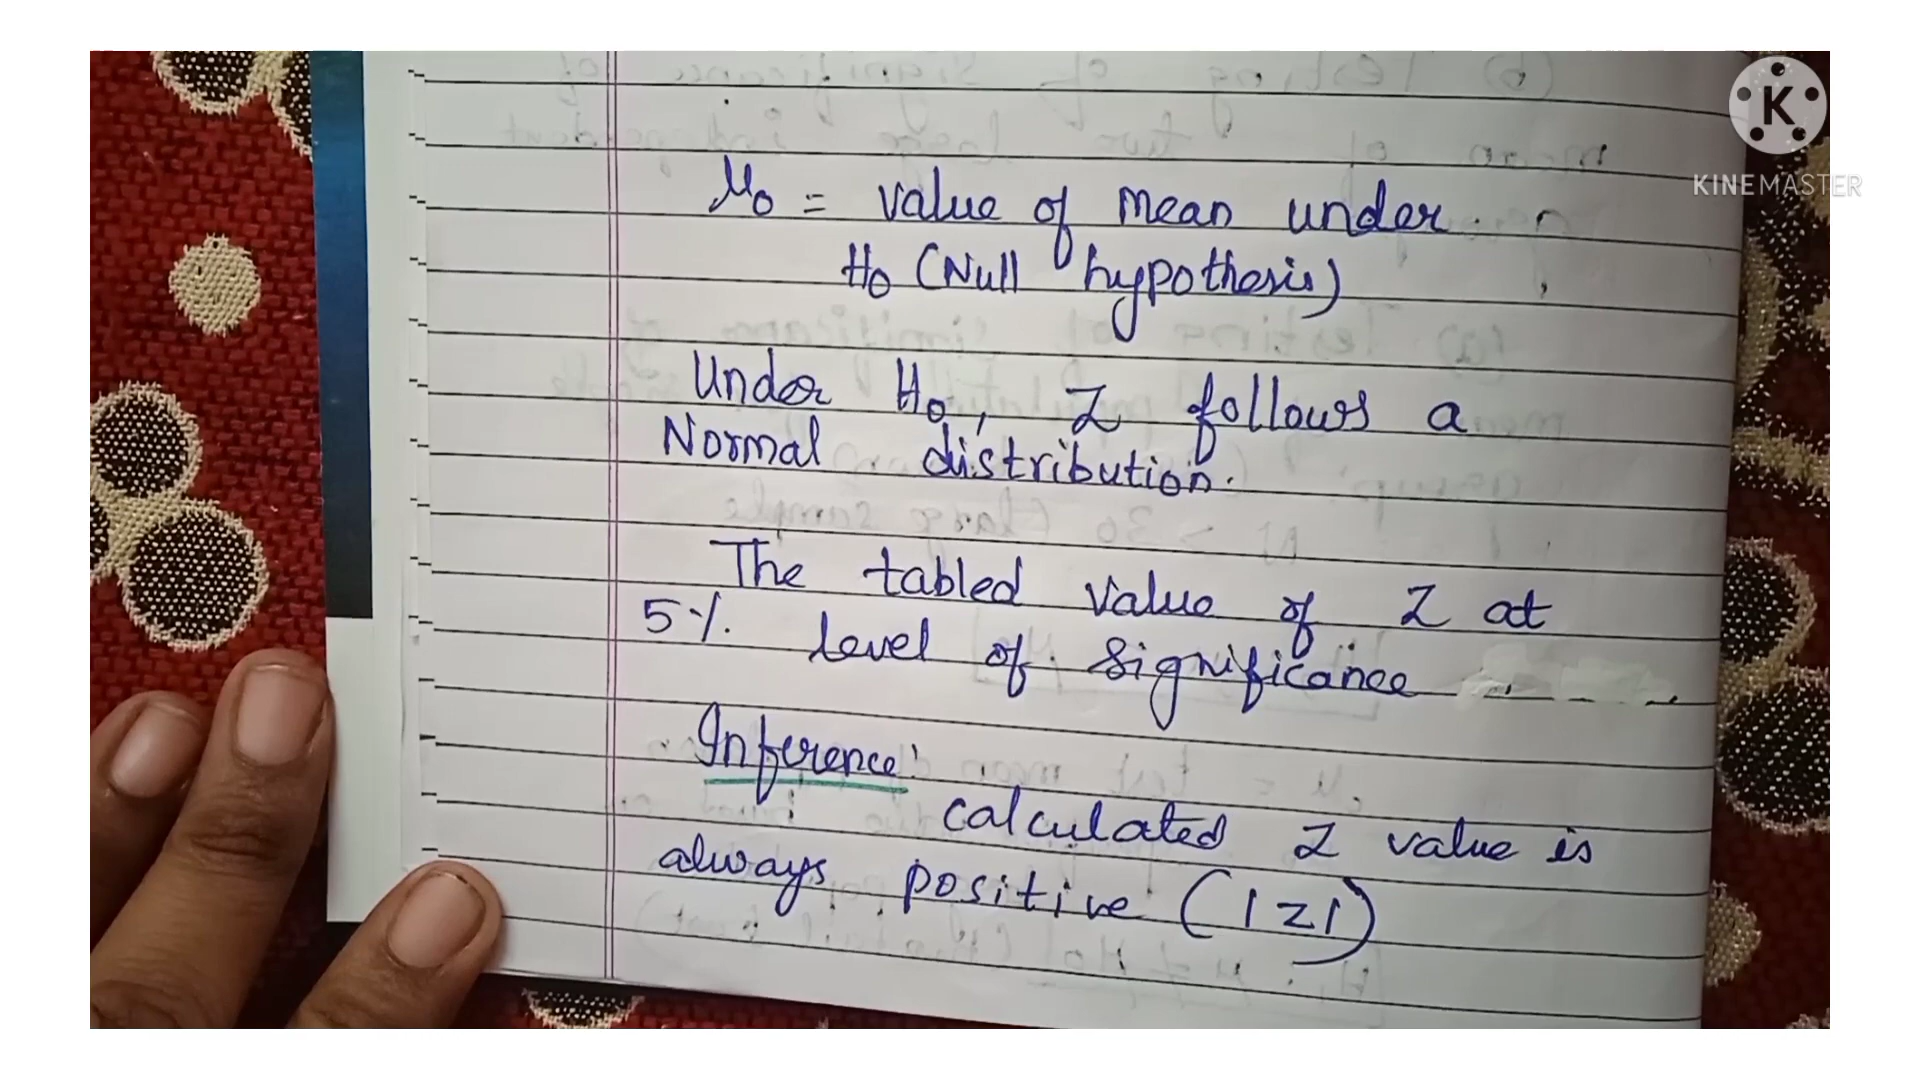 μ₀ = value of mean under
H₀ (Null hypothesis)
Under H₀, Z follows a
Normal distribution.
The tabled value of Z at
5%. level of significance
Inference:
calculated Z value is
always positive (|Z|)
K
KINEMASTER